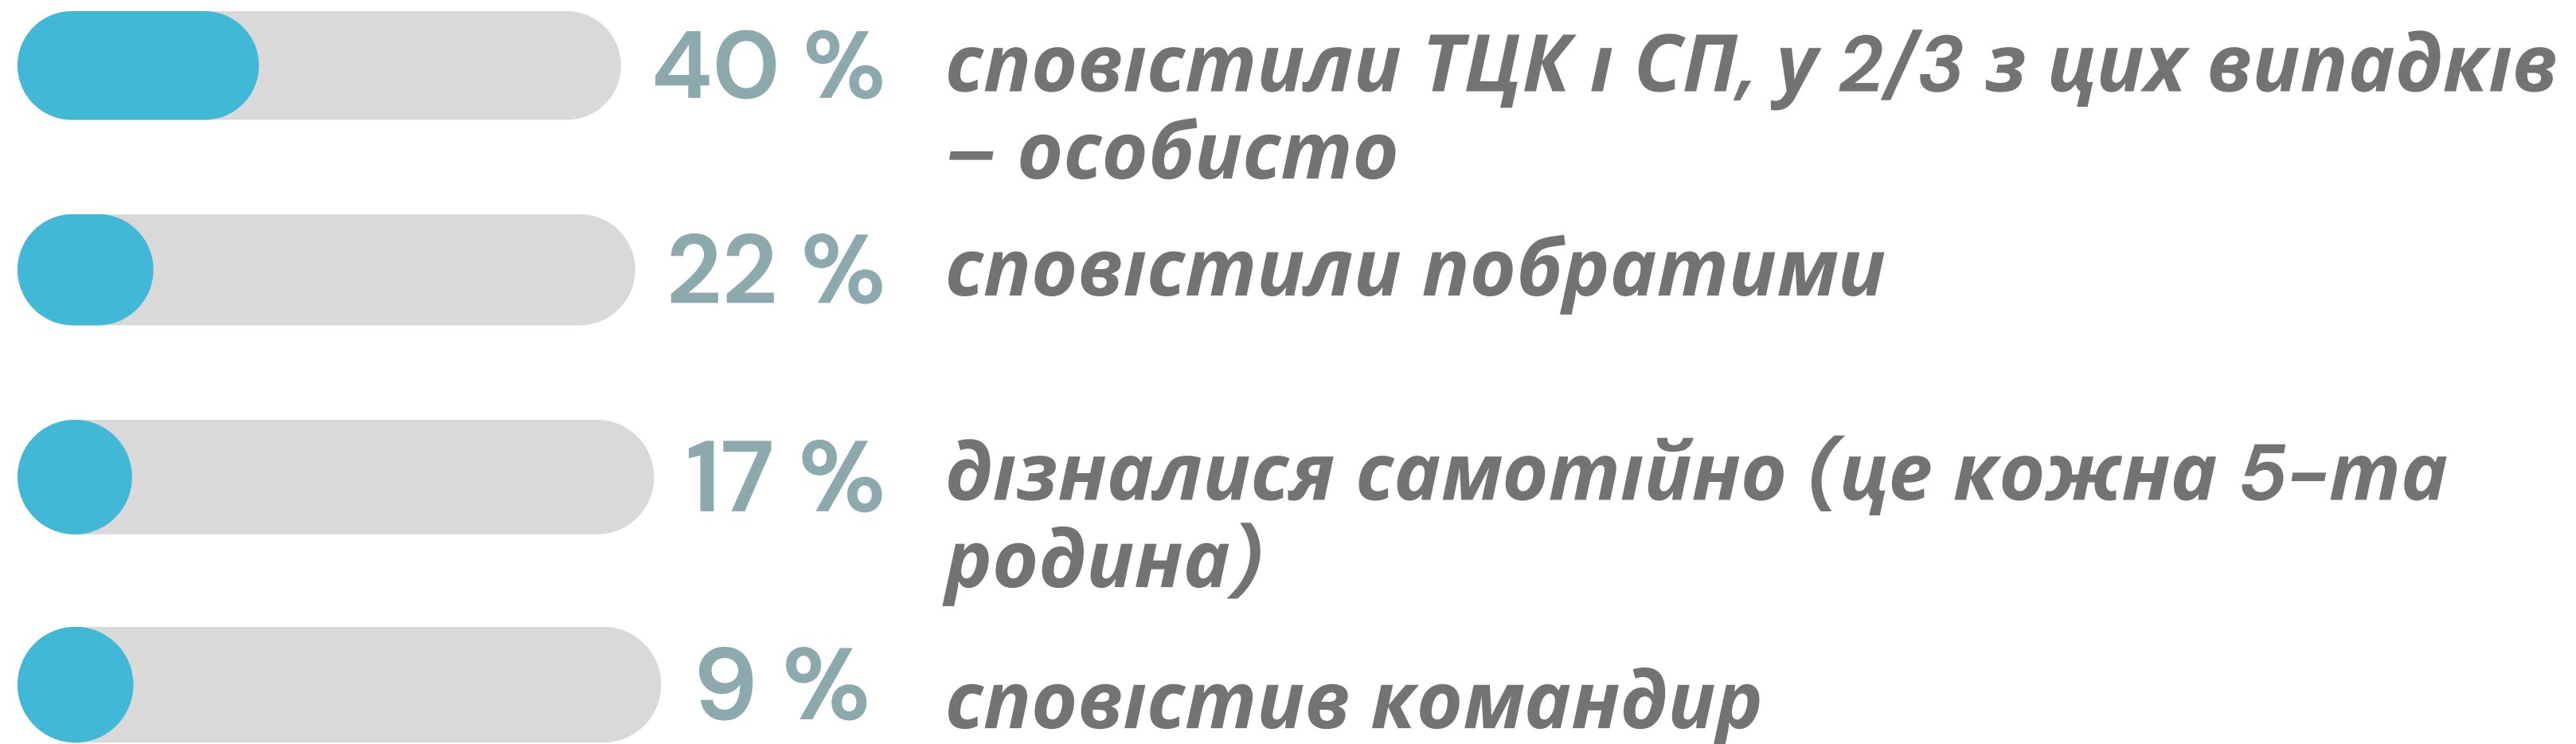 40 %
сповістили ТЦК і СП, у 2/3 з цих випадків
– особисто
22 %
сповістили побратими
17 %
дізналися самотійно (це кожна 5-та
родина)
9 %
сповістив командир